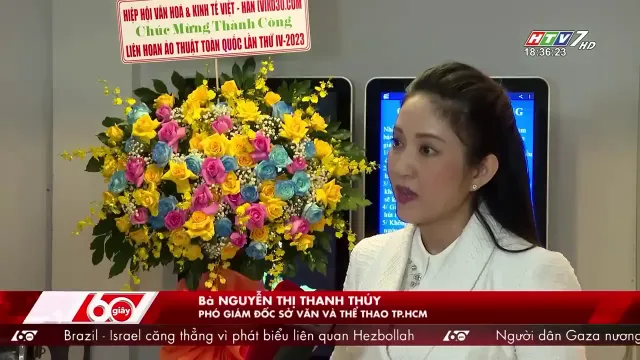 HIỆP HỘI VĂN HOA & KINH TẾ VIỆT - HÀN (VIKO30.COM
Chúc Mừng Thành Công
LIÊN HOAN ẢO THUẬT TOÀN QUỐC LẦN THỨ IV-2023
HTV7 HD
18:36:23
60 giây
Bà NGUYỄN THỊ THANH THÚY
PHÓ GIÁM ĐỐC SỞ VĂN VÀ THỂ THAO TP.HCM
Brazil - Israel căng thẳng vì phát biểu liên quan Hezbollah
60
Người dân Gaza nương